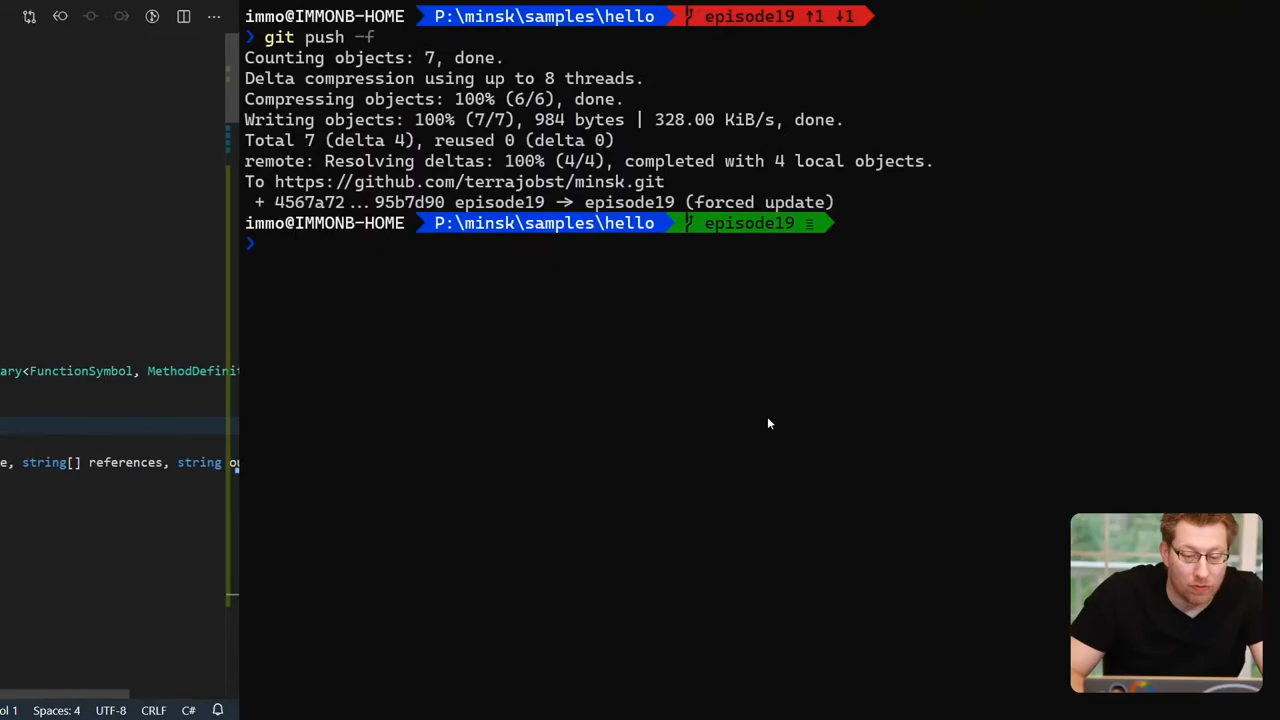 immo@IMMONB-HOME P:\minsk\samples\hello episode19 ↑1 ↓1
❯ git push -f
Counting objects: 7, done.
Delta compression using up to 8 threads.
Compressing objects: 100% (6/6), done.
Writing objects: 100% (7/7), 984 bytes | 328.00 KiB/s, done.
Total 7 (delta 4), reused 0 (delta 0)
remote: Resolving deltas: 100% (4/4), completed with 4 local objects.
To https://github.com/terrajobst/minsk.git
+ 4567a72...95b7d90 episode19 -> episode19 (forced update)
immo@IMMONB-HOME P:\minsk\samples\hello episode19 ≡
❯
ary<FunctionSymbol, MethodDefinit
e, string[] references, string ou
ol 1 Spaces: 4 UTF-8 CRLF C#